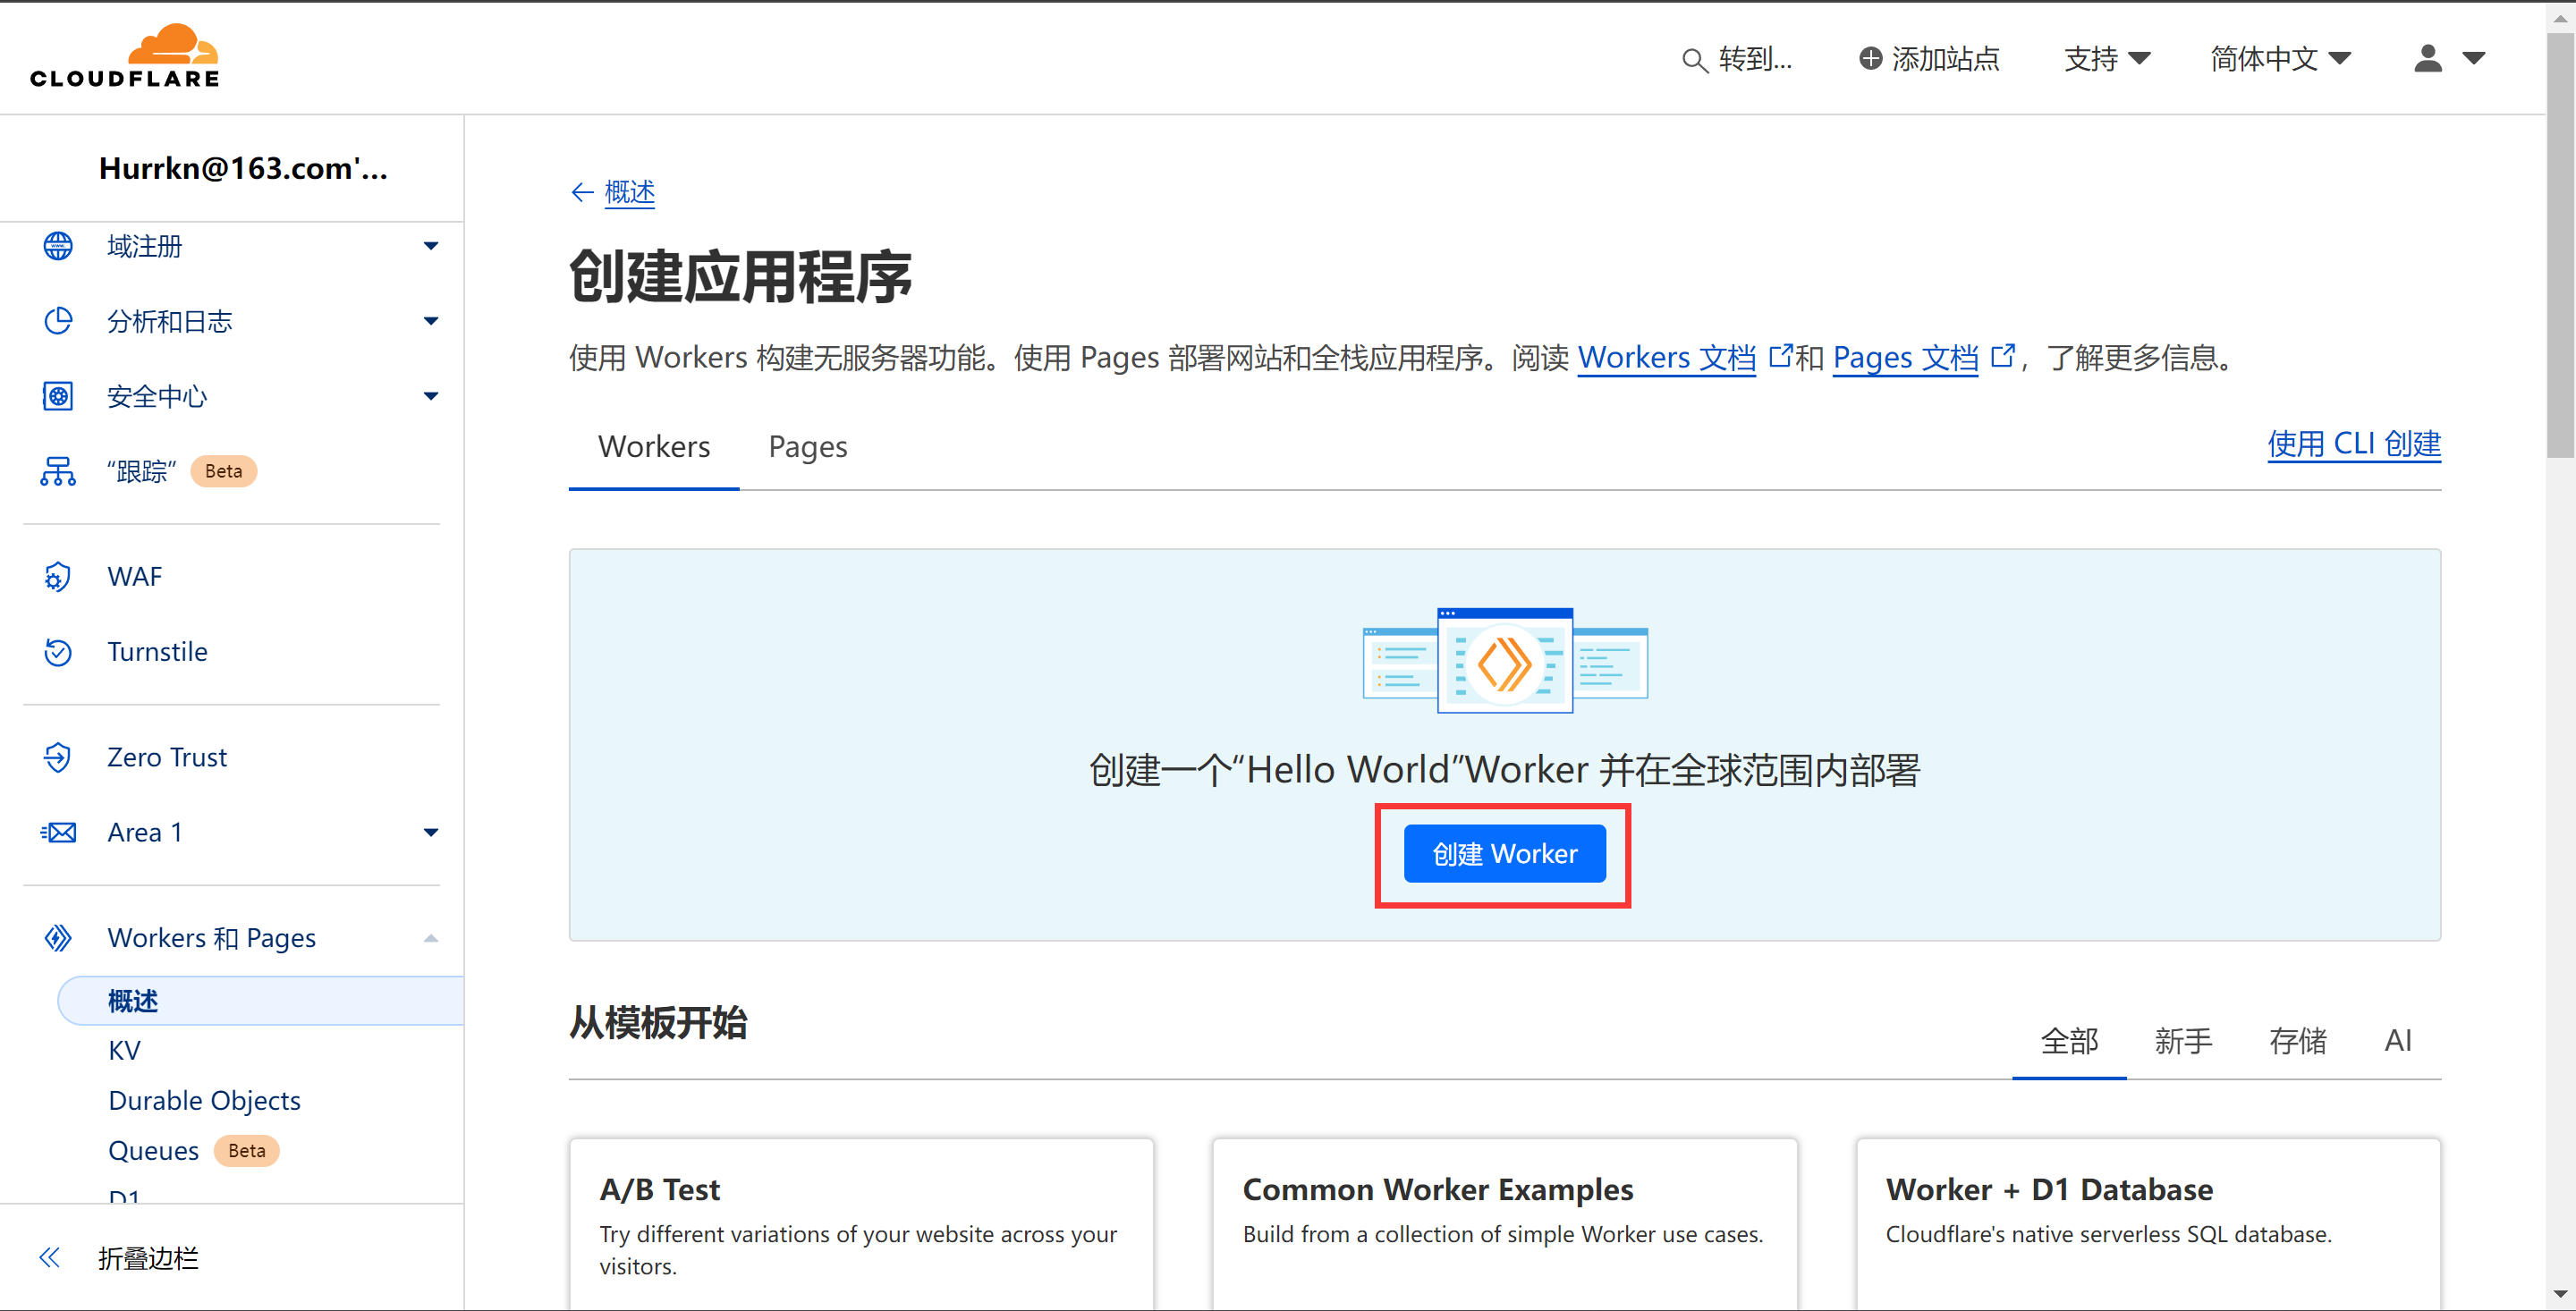 CLOUDFLARE
转到...
添加站点
支持
简体中文
Hurrkn@163.com'...
域注册
分析和日志
安全中心
“跟踪” Beta
WAF
Turnstile
Zero Trust
Area 1
Workers 和 Pages
概述
KV
Durable Objects
Queues Beta
D1
折叠边栏
概述
创建应用程序
使用 Workers 构建无服务器功能。使用 Pages 部署网站和全栈应用程序。阅读 Workers 文档 和 Pages 文档 ，了解更多信息。
Workers Pages
使用 CLI 创建
创建一个“Hello World”Worker 并在全球范围内部署
创建 Worker
从模板开始
全部 新手 存储 AI
A/B Test
Try different variations of your website across your
visitors.
Common Worker Examples
Build from a collection of simple Worker use cases.
Worker + D1 Database
Cloudflare's native serverless SQL database.